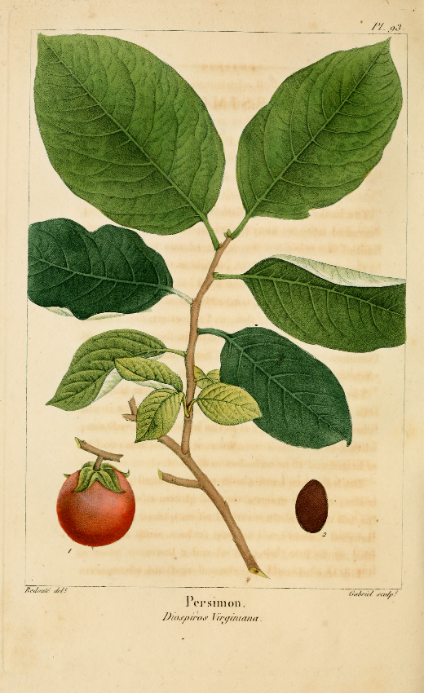 Pl. 93.
1
2
Redouté del!
Gabriel sculp!
Persimon.
Diospiros Virginiana.